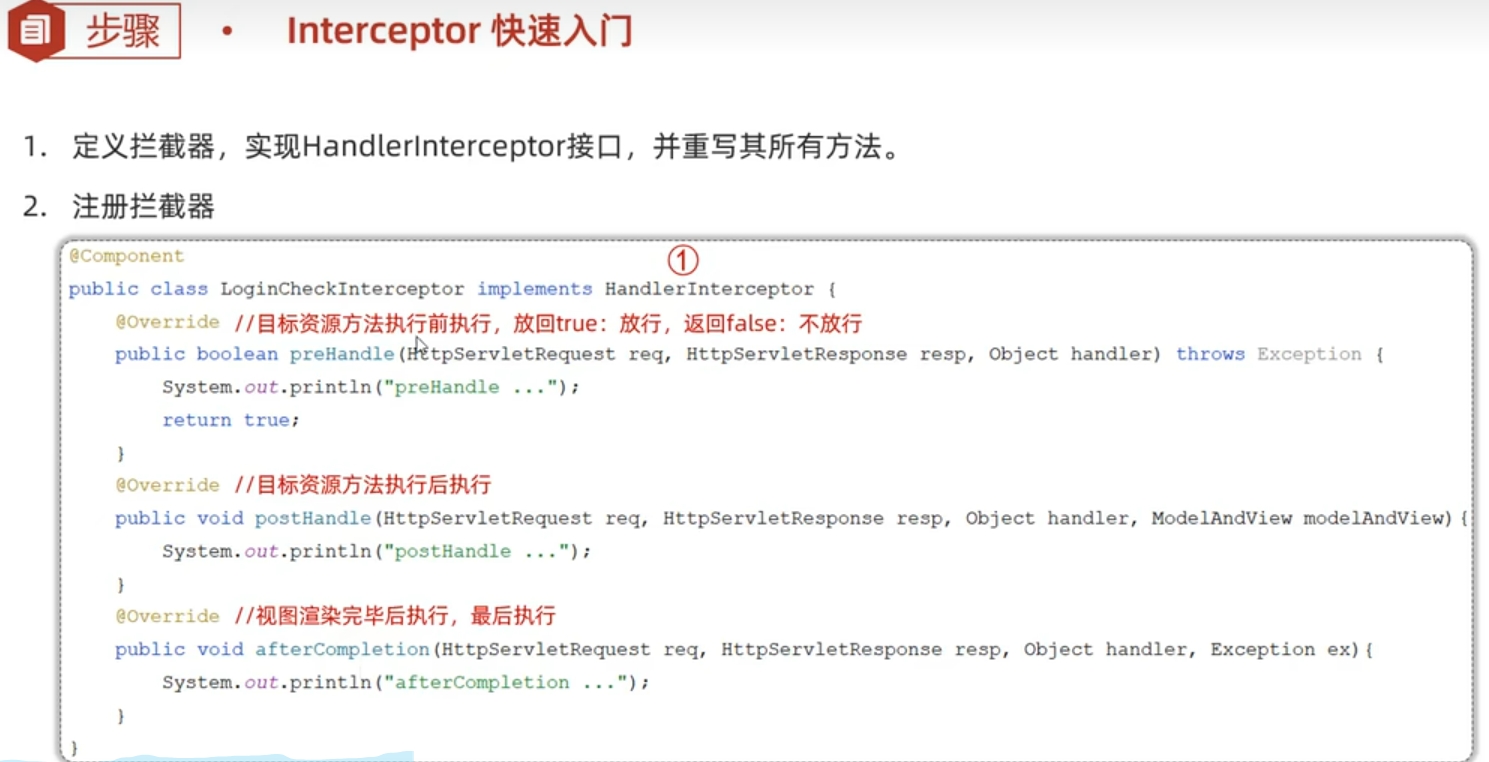 步骤 • Interceptor 快速入门
1. 定义拦截器，实现HandlerInterceptor接口，并重写其所有方法。
2. 注册拦截器
①
@Component
public class LoginCheckInterceptor implements HandlerInterceptor {
@Override //目标资源方法执行前执行，放回true：放行，返回false：不放行
public boolean preHandle(HttpServletRequest req, HttpServletResponse resp, Object handler) throws Exception {
System.out.println("preHandle ...");
return true;
}
@Override //目标资源方法执行后执行
public void postHandle(HttpServletRequest req, HttpServletResponse resp, Object handler, ModelAndView modelAndView){
System.out.println("postHandle ...");
}
@Override //视图渲染完毕后执行，最后执行
public void afterCompletion(HttpServletRequest req, HttpServletResponse resp, Object handler, Exception ex){
System.out.println("afterCompletion ...");
}
}